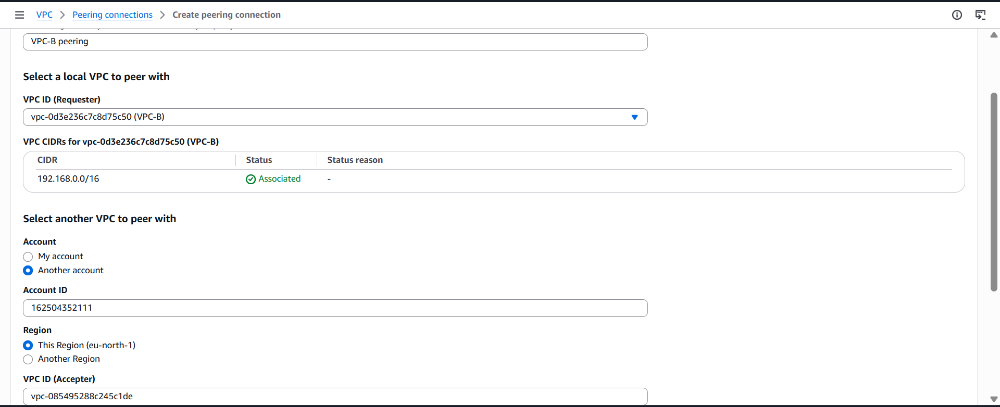 VPC > Peering connections > Create peering connection
VPC-B peering
Select a local VPC to peer with
VPC ID (Requester)
vpc-0d3e236c7c8d75c50 (VPC-B)
VPC CIDRs for vpc-0d3e236c7c8d75c50 (VPC-B)
CIDR Status Status reason
192.168.0.0/16 Associated -
Select another VPC to peer with
Account
My account
Another account
Account ID
162504352111
Region
This Region (eu-north-1)
Another Region
VPC ID (Accepter)
vpc-085495288c245c1de